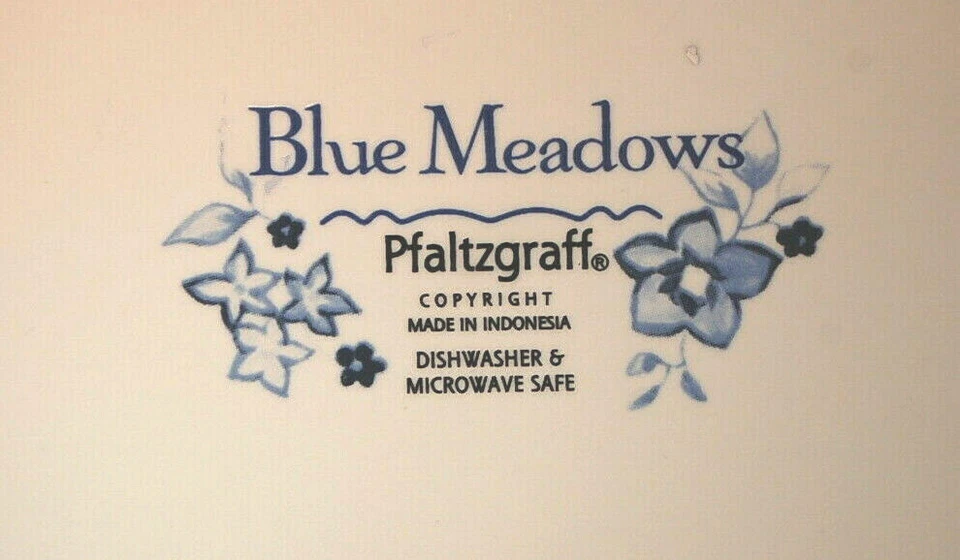 Blue Meadows
Pfaltzgraff®
COPYRIGHT
MADE IN INDONESIA
DISHWASHER &
MICROWAVE SAFE